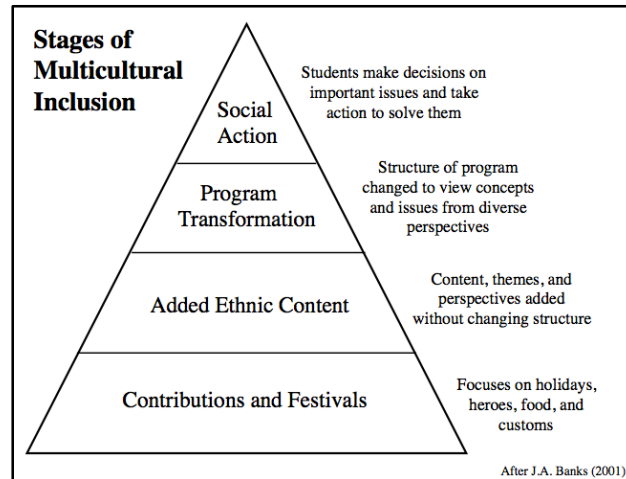 Stages of
Multicultural
Inclusion
Students make decisions on
important issues and take
action to solve them
Social
Action
Structure of program
changed to view concepts
and issues from diverse
perspectives
Program
Transformation
Content, themes, and
perspectives added
without changing structure
Added Ethnic Content
Focuses on holidays,
heroes, food, and
customs
Contributions and Festivals
After J.A. Banks (2001)